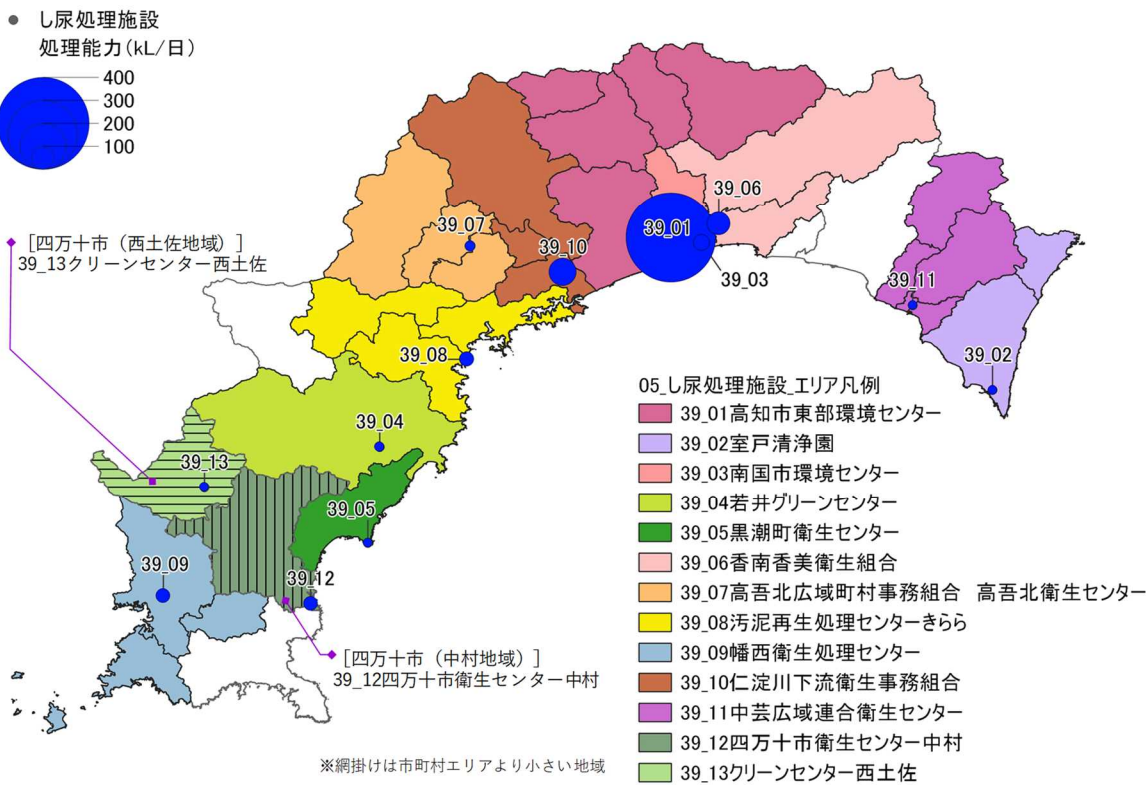 し尿処理施設
処理能力(kL/日)
400
300
200
100
39_06
39_07
39_01
39_10
[四万十市（西土佐地域）]
39_13クリーンセンター西土佐
39_03
39_11
39_08
39_02
05_し尿処理施設_エリア凡例
39_01高知市東部環境センター
39_04
39_02室戸清浄園
39_13
39_03南国市環境センター
39_04若井グリーンセンター
39_05
39_05黒潮町衛生センター
39_09
39_06香南香美衛生組合
39_12
39_07高吾北広域町村事務組合　高吾北衛生センター
39_08汚泥再生処理センターきらら
[四万十市（中村地域）]
39_12四万十市衛生センター中村
39_09幡西衛生処理センター
39_10仁淀川下流衛生事務組合
39_11中芸広域連合衛生センター
39_12四万十市衛生センター中村
※網掛けは市町村エリアより小さい地域
39_13クリーンセンター西土佐